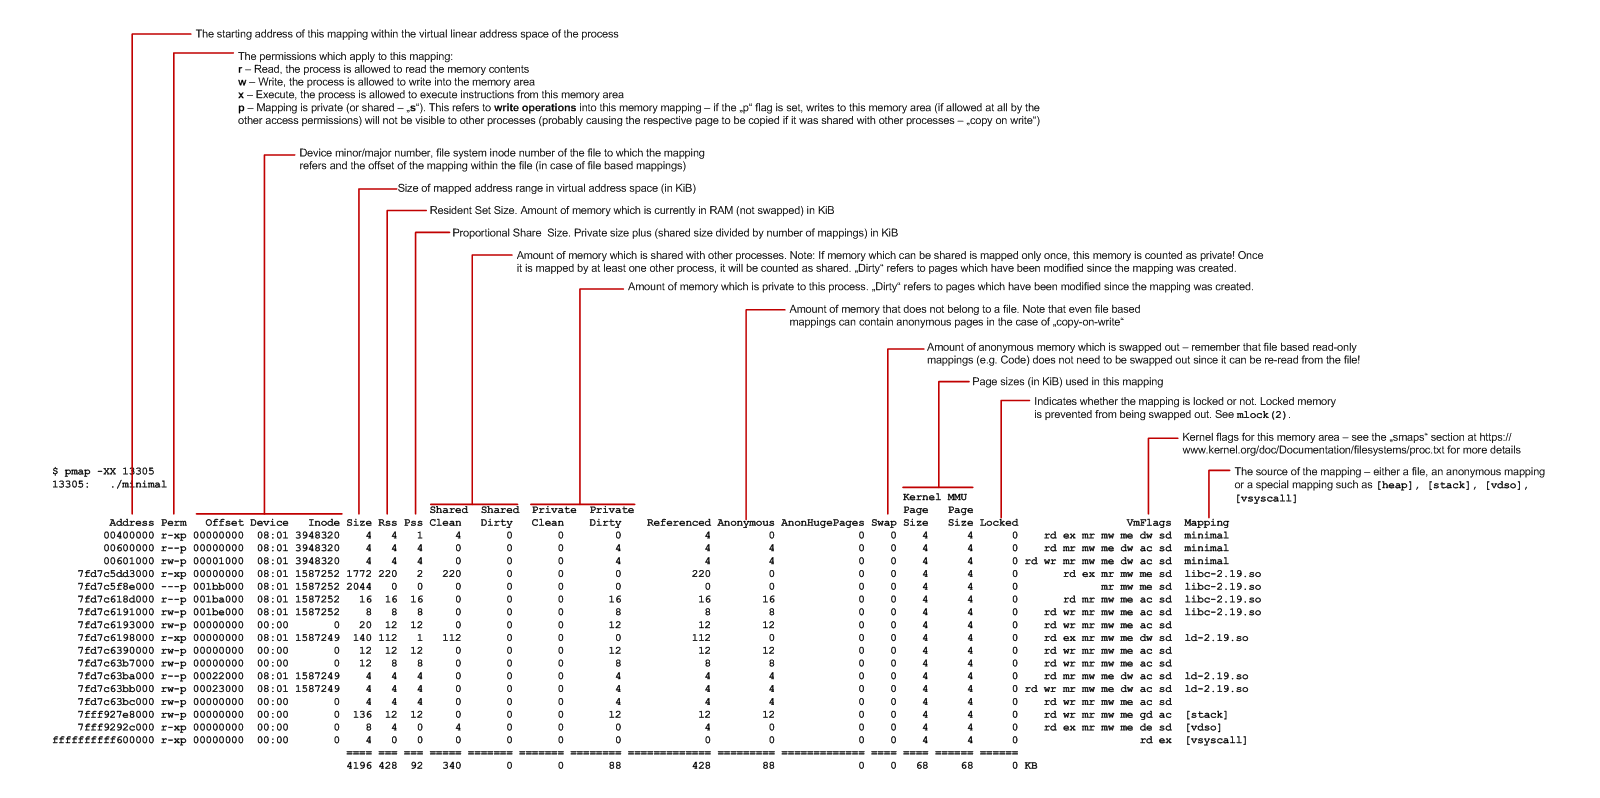 The starting address of this mapping within the virtual linear address space of the process
The permissions which apply to this mapping:
r – Read, the process is allowed to read the memory contents
w – Write, the process is allowed to write into the memory area
x – Execute, the process is allowed to execute instructions from this memory area
p – Mapping is private (or shared – „s“). This refers to write operations into this memory mapping – if the „p“ flag is set, writes to this memory area (if allowed at all by the
other access permissions) will not be visible to other processes (probably causing the respective page to be copied if it was shared with other processes – „copy on write“)
Device minor/major number, file system inode number of the file to which the mapping
refers and the offset of the mapping within the file (in case of file based mappings)
Size of mapped address range in virtual address space (in KiB)
Resident Set Size. Amount of memory which is currently in RAM (not swapped) in KiB
Proportional Share Size. Private size plus (shared size divided by number of mappings) in KiB
Amount of memory which is shared with other processes. Note: If memory which can be shared is mapped only once, this memory is counted as private! Once
it is mapped by at least one other process, it will be counted as shared. „Dirty“ refers to pages which have been modified since the mapping was created.
Amount of memory which is private to this process. „Dirty“ refers to pages which have been modified since the mapping was created.
Amount of memory that does not belong to a file. Note that even file based
mappings can contain anonymous pages in the case of „copy-on-write“
Amount of anonymous memory which is swapped out – remember that file based read-only
mappings (e.g. Code) does not need to be swapped out since it can be re-read from the file!
Page sizes (in KiB) used in this mapping
Indicates whether the mapping is locked or not. Locked memory
is prevented from being swapped out. See mlock(2).
Kernel flags for this memory area – see the „smaps“ section at https://
www.kernel.org/doc/Documentation/filesystems/proc.txt for more details
The source of the mapping – either a file, an anonymous mapping
or a special mapping such as [heap], [stack], [vdso],
[vsyscall]
$ pmap -XX 13305
13305: ./minimal
Kernel MMU
Shared Shared Private Private Page Page
Address Perm Offset Device Inode Size Rss Pss Clean Dirty Clean Dirty Referenced Anonymous AnonHugePages Swap Size Size Locked VmFlags Mapping
00400000 r-xp 00000000 08:01 3948320 4 4 1 4 0 0 0 4 0 0 0 4 4 0 rd ex mr mw me dw sd minimal
00600000 r--p 00000000 08:01 3948320 4 4 4 0 0 0 4 4 4 0 0 4 4 0 rd mr mw me dw ac sd minimal
00601000 rw-p 00001000 08:01 3948320 4 4 4 0 0 0 4 4 4 0 0 4 4 0 rd wr mr mw me dw ac sd minimal
7fd7c5dd3000 r-xp 00000000 08:01 1587252 1772 220 2 220 0 0 0 220 0 0 0 4 4 0 rd ex mr mw me sd libc-2.19.so
7fd7c5f8e000 ---p 001bb000 08:01 1587252 2044 0 0 0 0 0 0 0 0 0 0 4 4 0 mr mw me sd libc-2.19.so
7fd7c618d000 r--p 001ba000 08:01 1587252 16 16 16 0 0 0 16 16 16 0 0 4 4 0 rd mr mw me ac sd libc-2.19.so
7fd7c6191000 rw-p 001be000 08:01 1587252 8 8 8 0 0 0 8 8 8 0 0 4 4 0 rd wr mr mw me ac sd libc-2.19.so
7fd7c6193000 rw-p 00000000 00:00 0 20 12 12 0 0 0 12 12 12 0 0 4 4 0 rd wr mr mw me ac sd
7fd7c6198000 r-xp 00000000 08:01 1587249 140 112 1 112 0 0 0 112 0 0 0 4 4 0 rd ex mr mw me dw sd ld-2.19.so
7fd7c6390000 rw-p 00000000 00:00 0 12 12 12 0 0 0 12 12 12 0 0 4 4 0 rd wr mr mw me ac sd
7fd7c63b7000 rw-p 00000000 00:00 0 12 8 8 0 0 0 8 8 8 0 0 4 4 0 rd wr mr mw me ac sd
7fd7c63ba000 r--p 00022000 08:01 1587249 4 4 4 0 0 0 4 4 4 0 0 4 4 0 rd mr mw me dw ac sd ld-2.19.so
7fd7c63bb000 rw-p 00023000 08:01 1587249 4 4 4 0 0 0 4 4 4 0 0 4 4 0 rd wr mr mw me dw ac sd ld-2.19.so
7fd7c63bc000 rw-p 00000000 00:00 0 4 4 4 0 0 0 4 4 4 0 0 4 4 0 rd wr mr mw me ac sd
7fff927e8000 rw-p 00000000 00:00 0 136 12 12 0 0 0 12 12 12 0 0 4 4 0 rd wr mr mw me gd ac [stack]
7fff9292c000 r-xp 00000000 00:00 0 8 4 0 4 0 0 0 4 0 0 0 4 4 0 rd ex mr mw me de sd [vdso]
ffffffffff600000 r-xp 00000000 00:00 0 4 0 0 0 0 0 0 0 0 0 0 4 4 0 rd ex [vsyscall]
==== === === ===== ======= ======= ======== ========== ========= ============= ==== ==== ==== ======
4196 428 92 340 0 0 88 428 88 0 0 68 68 0 KB